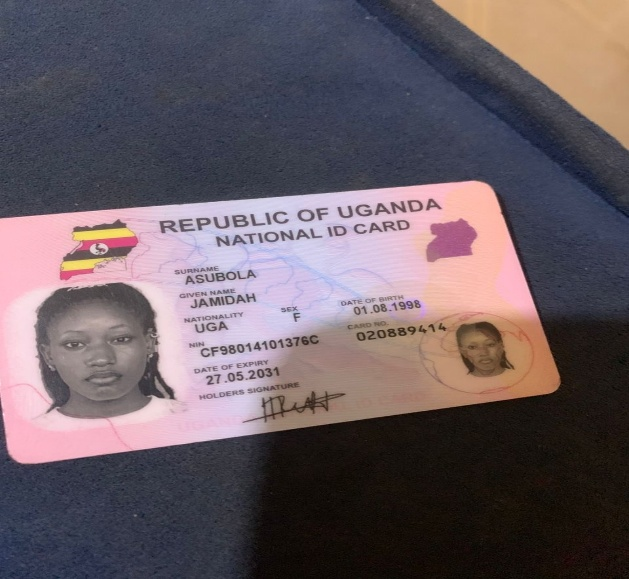 REPUBLIC OF UGANDA
NATIONAL ID CARD
SURNAME
ASUBOLA
GIVEN NAME
JAMIDAH
NATIONALITY SEX DATE OF BIRTH
UGA F 01.08.1998
NIN CARD NO.
CF98014101376C 020889414
DATE OF EXPIRY
27.05.2031
HOLDERS SIGNATURE